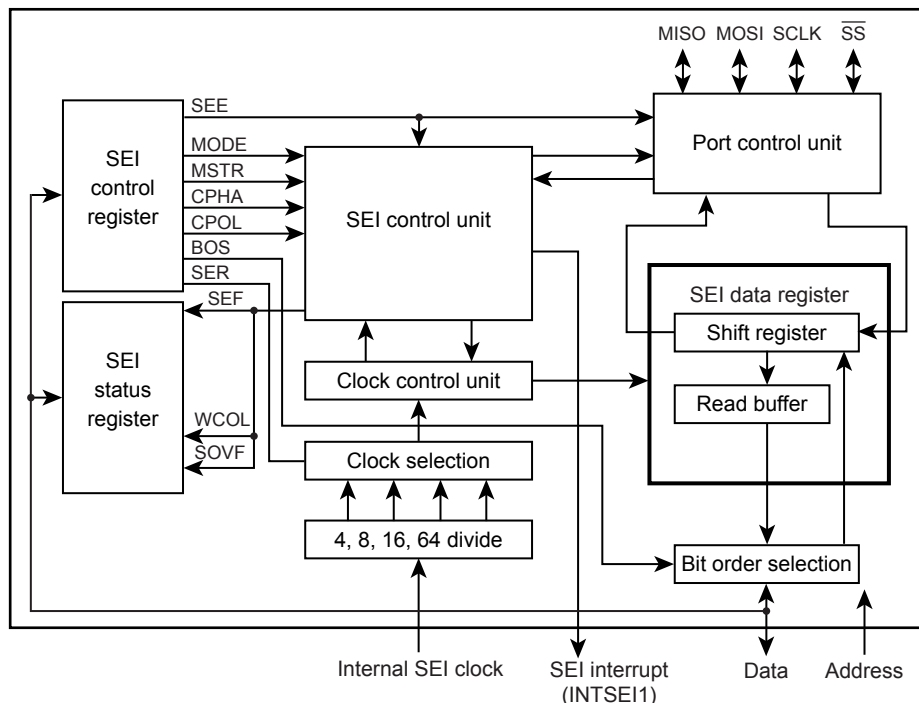 MISO MOSI SCLK SS
SEE
MODE
MSTR
CPHA
CPOL
BOS
SER
SEI
control
register
SEI control unit
Port control unit
SEF
WCOL
SOVF
SEI
status
register
SEI data register
Shift register
Read buffer
Clock control unit
Clock selection
4, 8, 16, 64 divide
Bit order selection
Internal SEI clock
SEI interrupt
(INTSEI1)
Data
Address